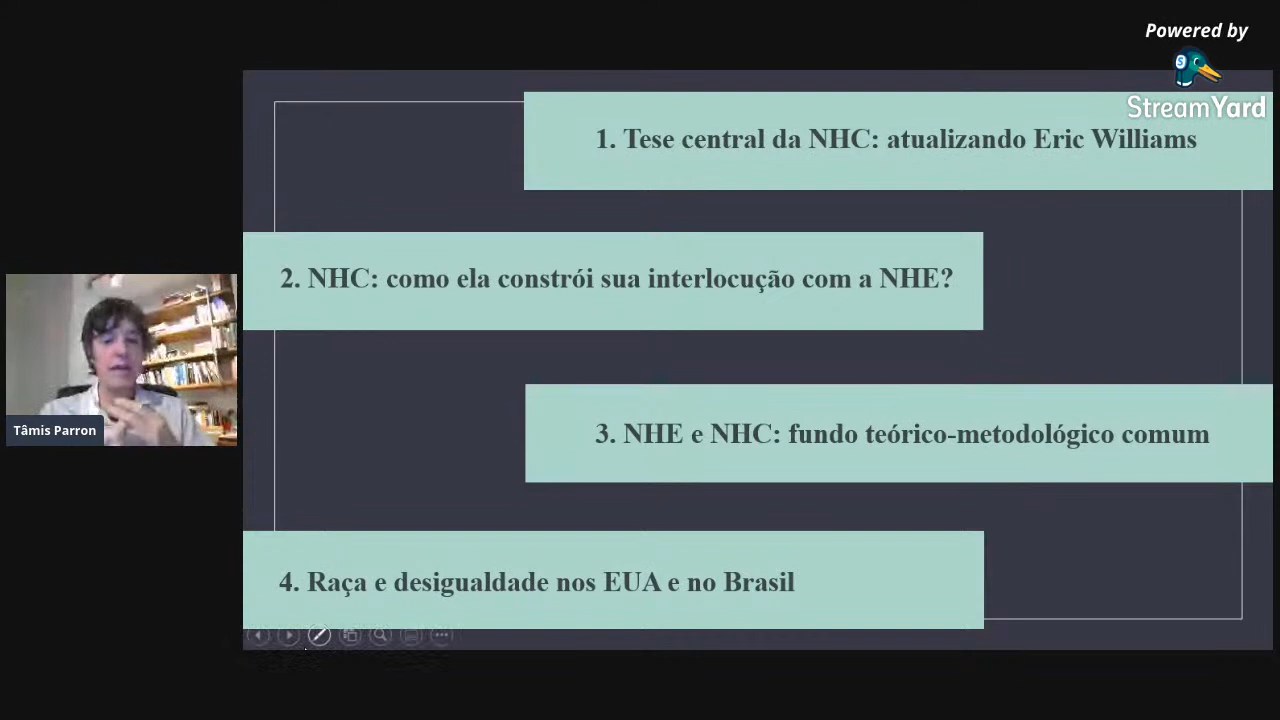 Powered by
StreamYard
1. Tese central da NHC: atualizando Eric Williams
2. NHC: como ela constrói sua interlocução com a NHE?
Tâmis Parron
3. NHE e NHC: fundo teórico-metodológico comum
4. Raça e desigualdade nos EUA e no Brasil